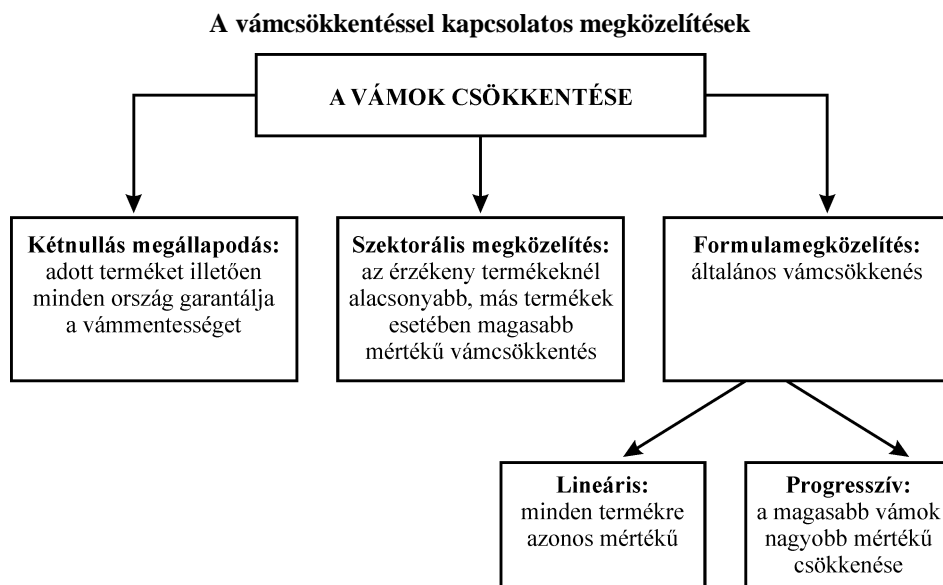 A vámcsökkentéssel kapcsolatos megközelítések
A VÁMOK CSÖKKENTÉSE
Kétnullás megállapodás:
adott terméket illetően
minden ország garantálja
a vámmentességet
Szektorális megközelítés:
az érzékeny termékeknél
alacsonyabb, más termékek
esetében magasabb
mértékű vámcsökkentés
Formulamegközelítés:
általános vámcsökkenés
Lineáris:
minden termékre
azonos mértékű
Progresszív:
a magasabb vámok
nagyobb mértékű
csökkenése